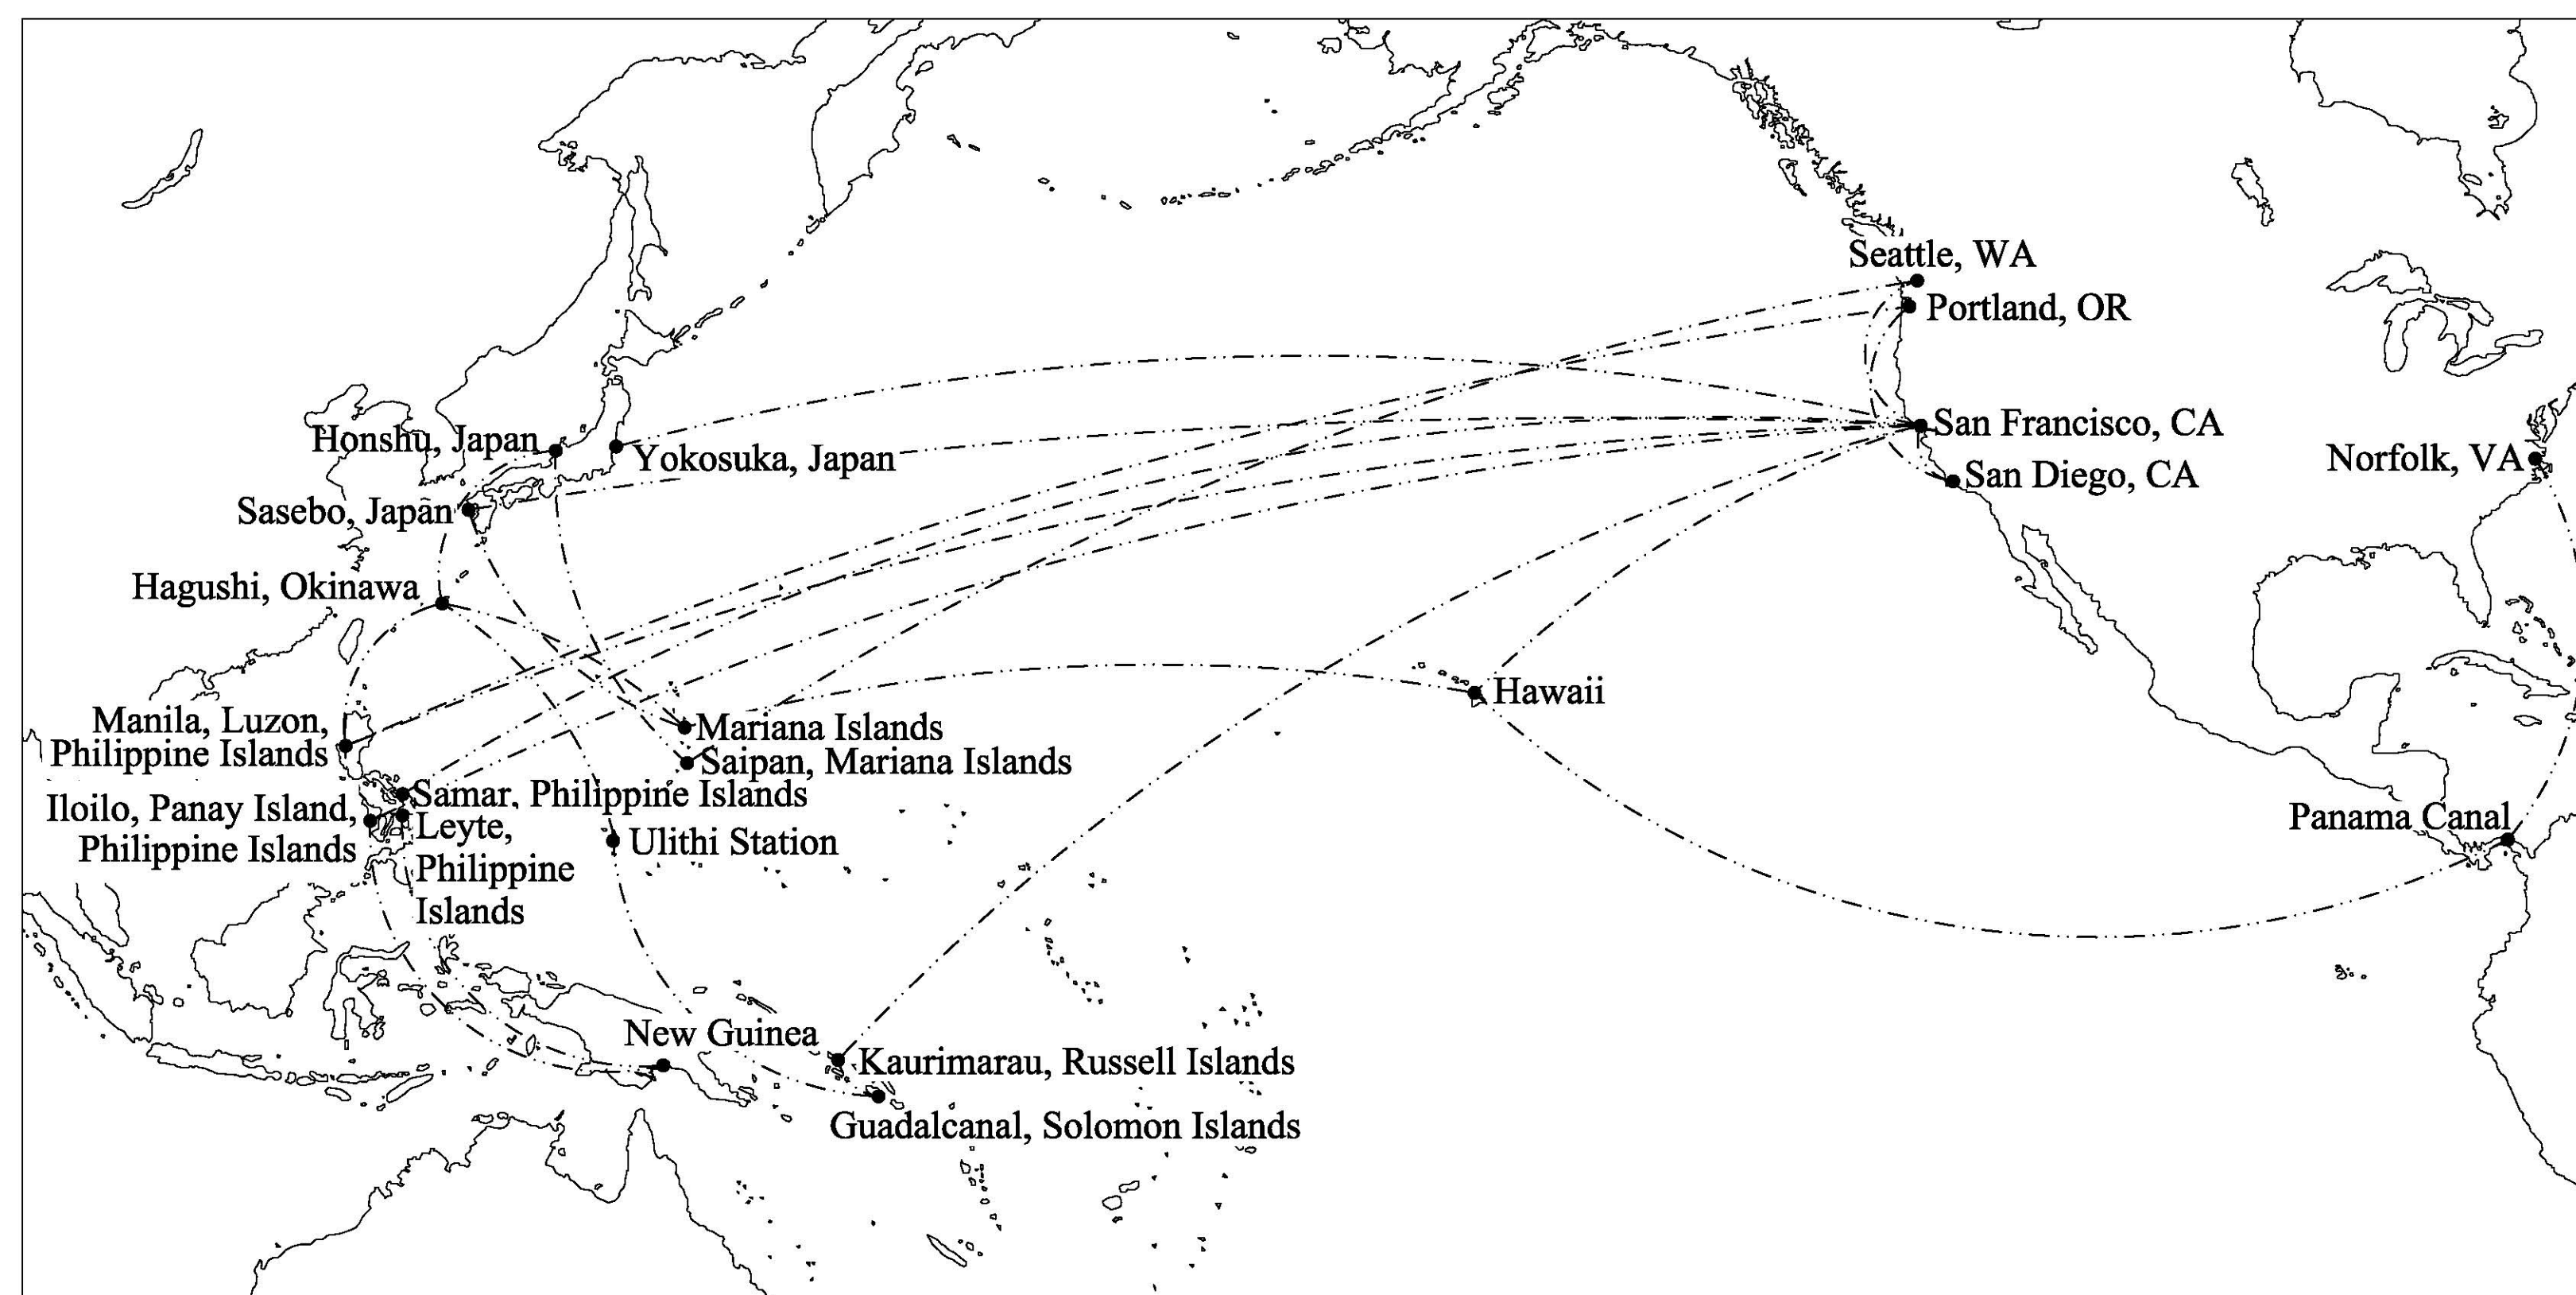 Seattle, WA
Portland, OR
San Francisco, CA
Honshu, Japan
Yokosuka, Japan
Norfolk, VA
San Diego, CA
Sasebo, Japan
Hagushi, Okinawa
Hawaii
Manila, Luzon,
Philippine Islands
Mariana Islands
Saipan, Mariana Islands
Samar, Philippine Islands
Iloilo, Panay Island,
Philippine Islands
Leyte,
Philippine
Islands
Ulithi Station
Panama Canal
New Guinea
Kaurimarau, Russell Islands
Guadalcanal, Solomon Islands